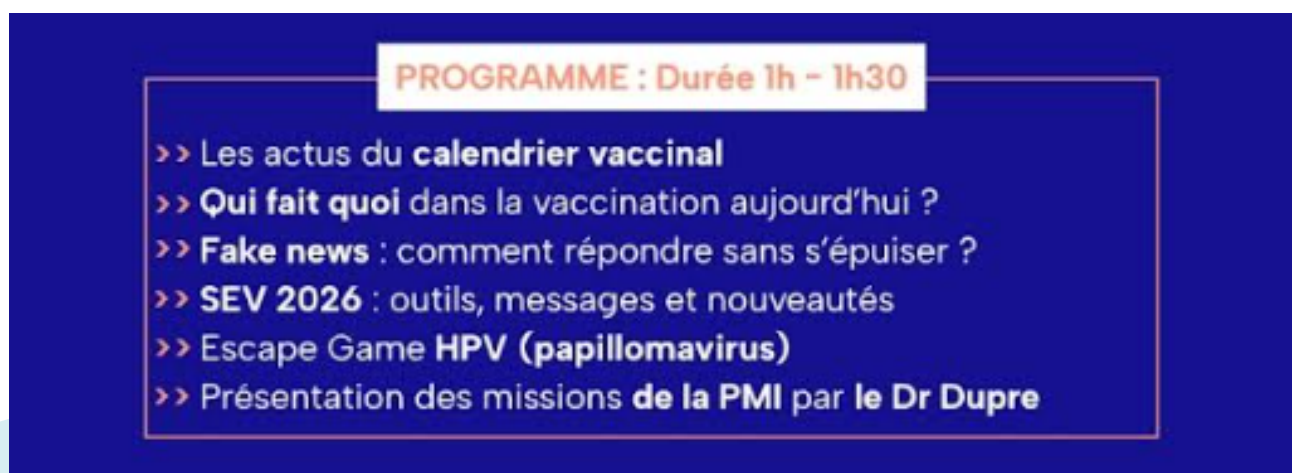 PROGRAMME : Durée 1h - 1h30
>> Les actus du calendrier vaccinal
>> Qui fait quoi dans la vaccination aujourd'hui ?
>> Fake news : comment répondre sans s'épuiser ?
>> SEV 2026 : outils, messages et nouveautés
>> Escape Game HPV (papillomavirus)
>> Présentation des missions de la PMI par le Dr Dupre